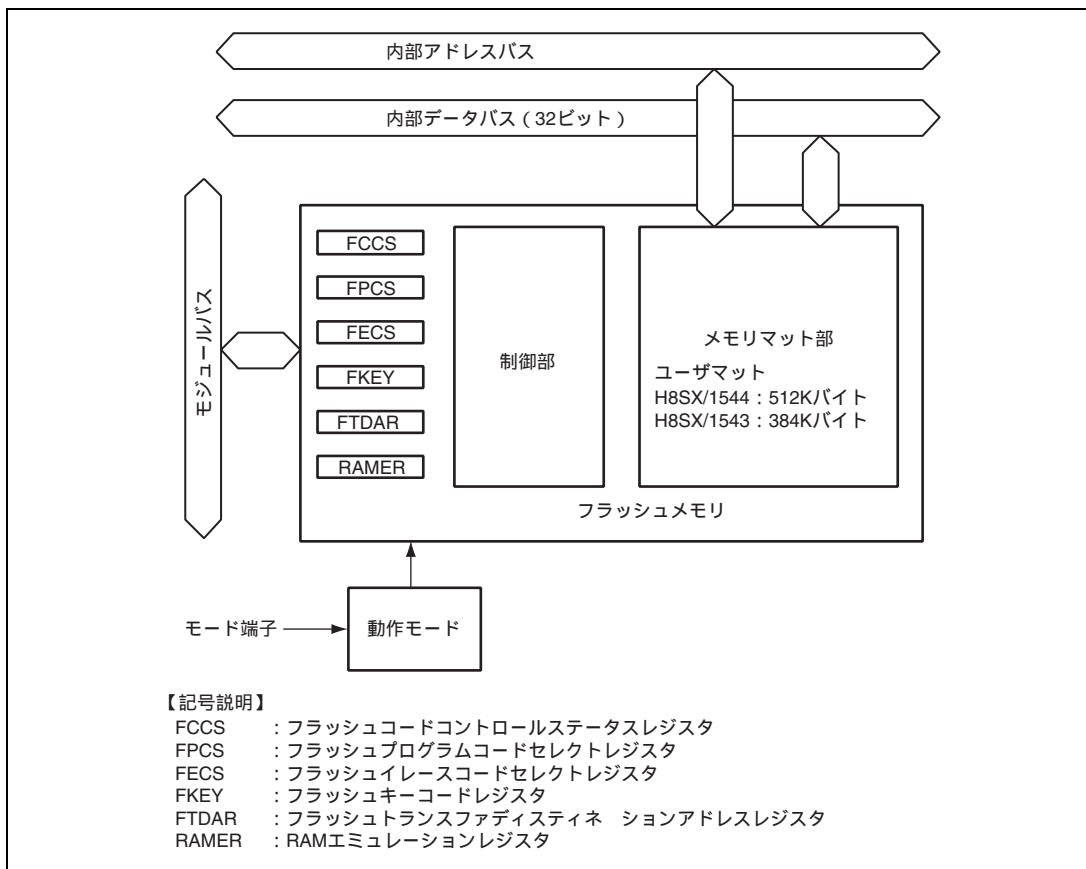 内部アドレスバス
内部データバス（32ビット）
モジュールバス
FCCS
FPCS
FECS
FKEY
FTDAR
RAMER
制御部
メモリマット部
ユーザマット
H8SX/1544：512Kバイト
H8SX/1543：384Kバイト
フラッシュメモリ
モード端子
動作モード
【記号説明】
FCCS ：フラッシュコードコントロールステータスレジスタ
FPCS ：フラッシュプログラムコードセレクトレジスタ
FECS ：フラッシュイレースコードセレクトレジスタ
FKEY ：フラッシュキーコードレジスタ
FTDAR ：フラッシュトランスファディスティネ　ションアドレスレジスタ
RAMER ：RAMエミュレーションレジスタ